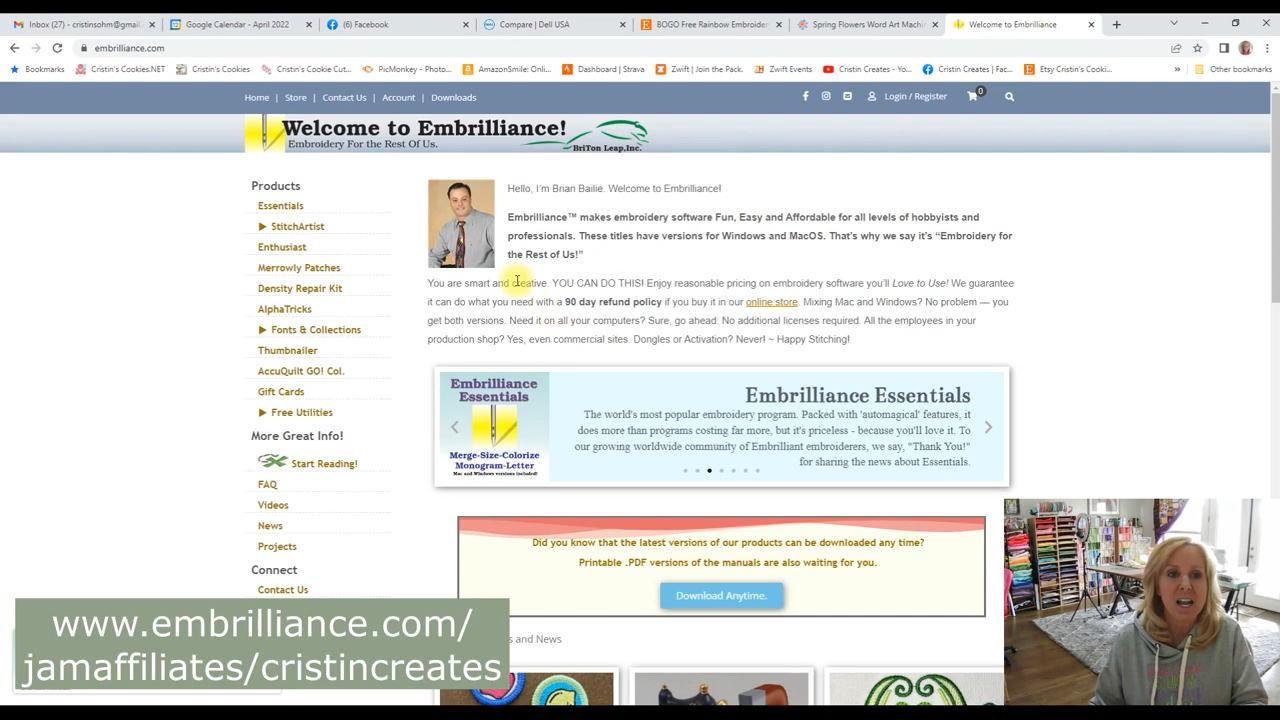 Inbox (27) - cristinsohm@gmail
Google Calendar - April 2022
(6) Facebook
Compare | Dell USA
BOGO Free Rainbow Embroider
Spring Flowers Word Art Machin
Welcome to Embrilliance
embrilliance.com
Bookmarks
Cristin's Cookies.NET
Cristin's Cookies
Cristin's Cookie Cut...
PicMonkey - Photo...
AmazonSmile: Onli...
Dashboard | Strava
Zwift | Join the Pack.
Zwift Events
Cristin Creates - Yo...
Cristin Creates | Fac...
Etsy Cristin's Cooki...
»
Other bookmarks
Home | Store | Contact Us | Account | Downloads
Login / Register
0
Welcome to Embrilliance!
Embroidery For the Rest of Us.
BriTon Leap, Inc.
Products
Essentials
StitchArtist
Enthusiast
Merrowly Patches
Density Repair Kit
AlphaTricks
Fonts & Collections
Thumbnailer
AccuQuilt GO! Col.
Gift Cards
Free Utilities
More Great Info!
Start Reading!
FAQ
Videos
News
Projects
Connect
Contact Us
Hello, I'm Brian Bailie. Welcome to Embrilliance!
Embrilliance™ makes embroidery software Fun, Easy and Affordable for all levels of hobbyists and
professionals. These titles have versions for Windows and MacOS. That's why we say it's "Embroidery for
the Rest of Us!"
You are smart and creative. YOU CAN DO THIS! Enjoy reasonable pricing on embroidery software you'll Love to Use! We guarantee
it can do what you need with a 90 day refund policy if you buy it in our online store. Mixing Mac and Windows? No problem — you
get both versions. Need it on all your computers? Sure, go ahead: No additional licenses required. All the employees in your
production shop? Yes, even commercial sites. Dongles or Activation? Never! ~ Happy Stitching!
Embrilliance
Essentials
Merge-Size-Colorize
Monogram-Letter
Mac and Windows versions included!
Embrilliance Essentials
The world's most popular embroidery program. Packed with 'automagical' features, it
does more than programs costing far more, but it's priceless - because you'll love it. To
our growing worldwide community of Embrilliant embroiderers, we say, "Thank You!"
for sharing the news about Essentials.
Did you know that the latest versions of our products can be downloaded any time?
Printable .PDF versions of the manuals are also waiting for you.
Download Anytime.
s and News
www.embrilliance.com/
jamaffiliates/cristincreates